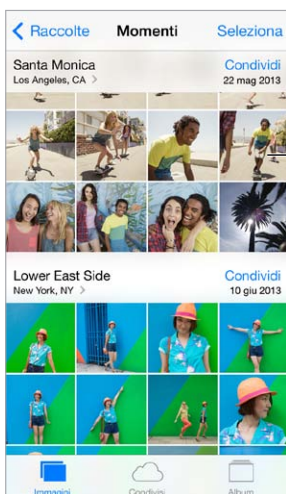 Raccolte Momenti Seleziona
Santa Monica Condividi
Los Angeles, CA > 22 mag 2013
Lower East Side Condividi
New York, NY > 10 giu 2013
Immagini Condivisi Album